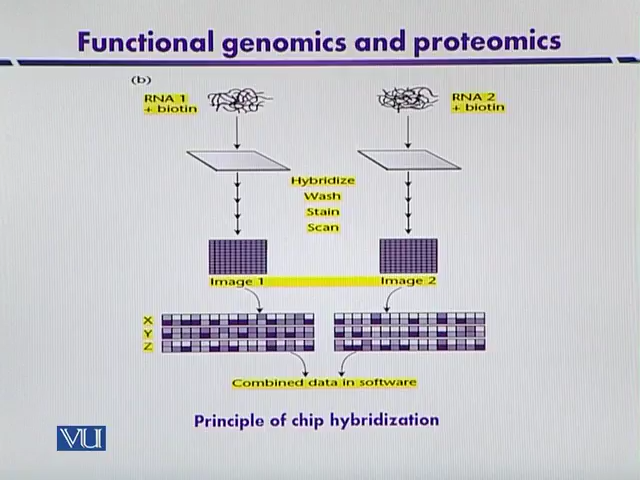 Functional genomics and proteomics
(b)
RNA 1
+ biotin
RNA 2
+ biotin
Hybridize
Wash
Stain
Scan
Image 1
Image 2
X
Y
Z
Combined data in software
Principle of chip hybridization
VU